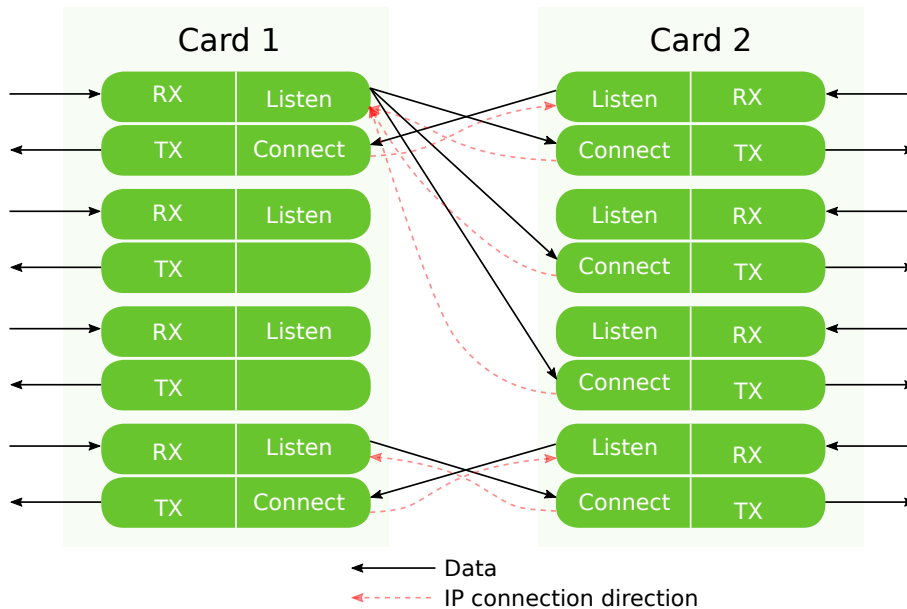 Card 1
Card 2
RX Listen
Listen RX
TX Connect
Connect TX
RX Listen
Listen RX
TX
Connect TX
RX Listen
Listen RX
TX
Connect TX
RX Listen
Listen RX
TX Connect
Connect TX
Data
IP connection direction